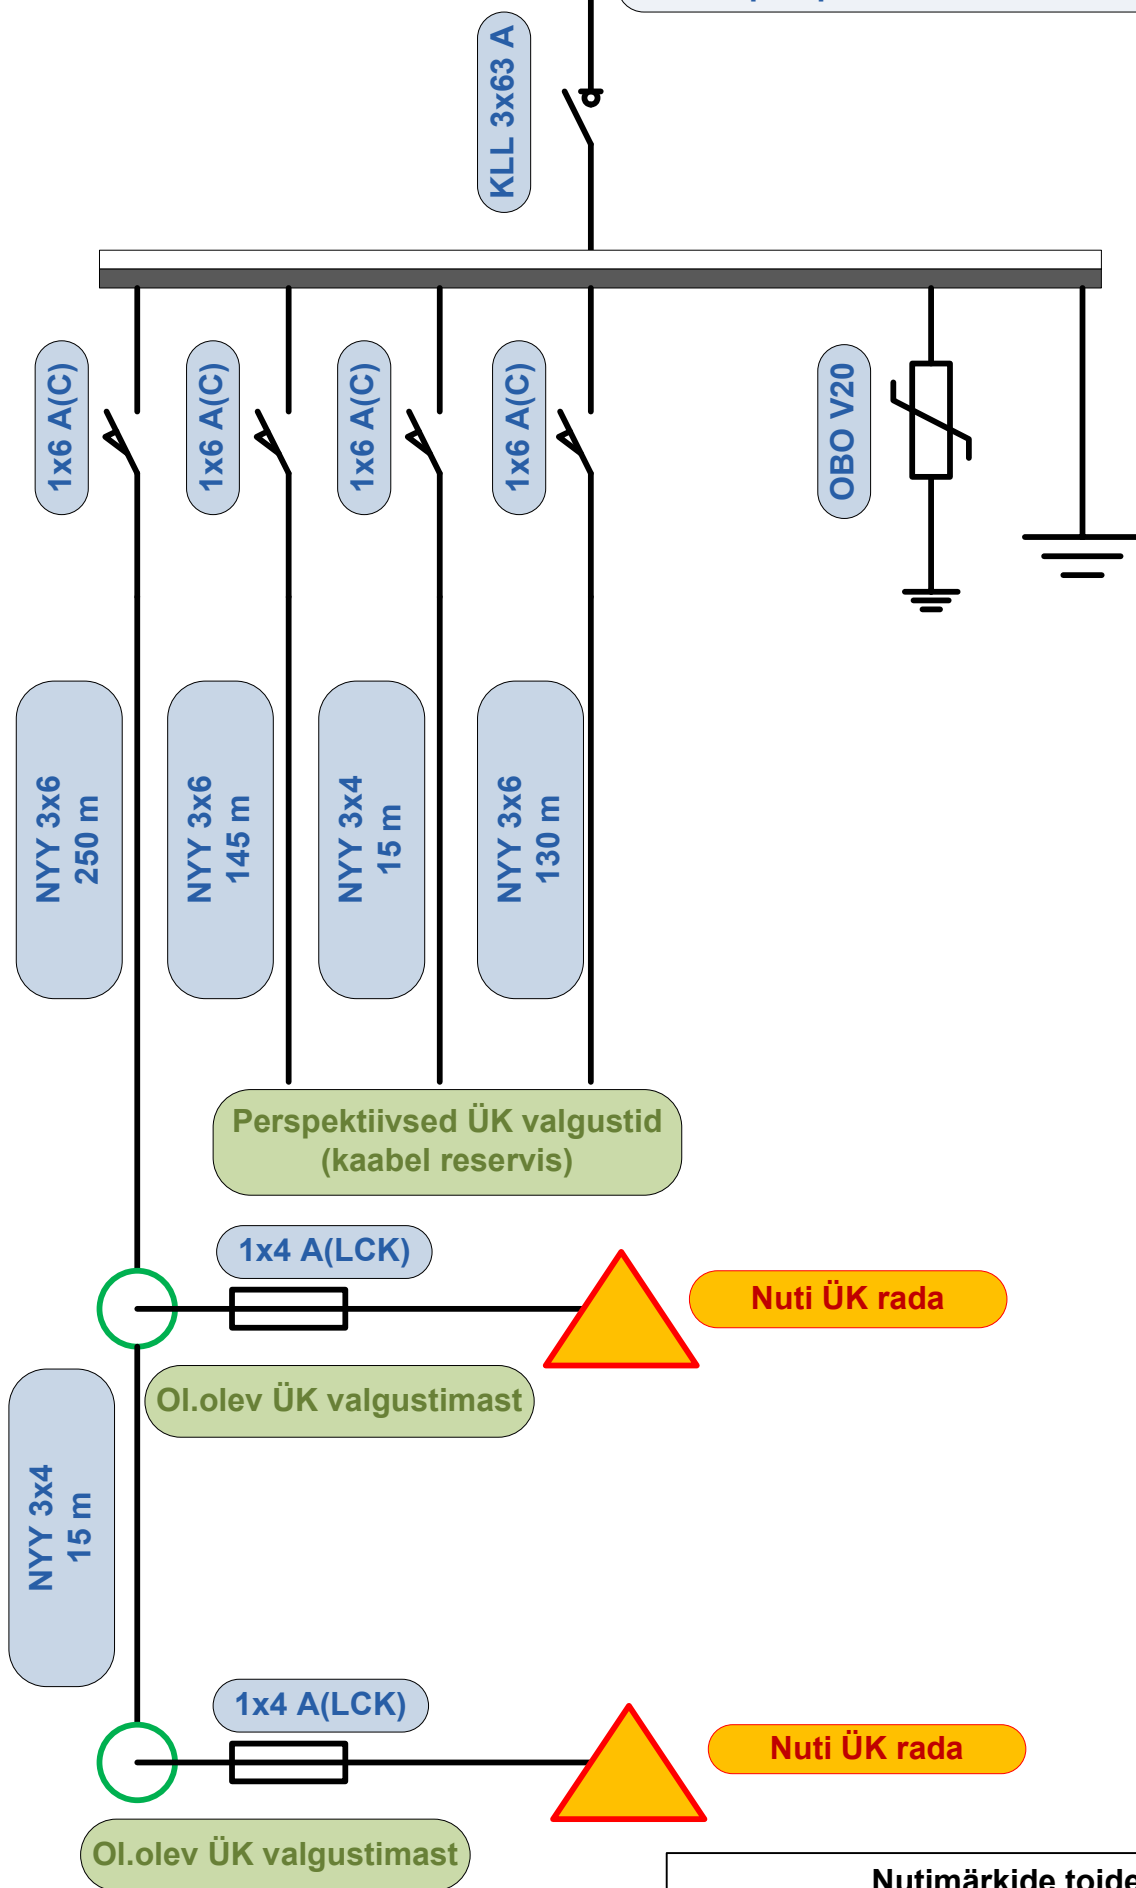 KLL 3x63 A
1x6 A(C)
1x6 A(C)
1x6 A(C)
1x6 A(C)
OBO V20
NYY 3x6
250 m
NYY 3x6
145 m
NYY 3x4
15 m
NYY 3x6
130 m
Perspektiivsed ÜK valgustid
(kaabel reservis)
1x4 A(LCK)
Nuti ÜK rada
Ol.olev ÜK valgustimast
NYY 3x4
15 m
1x4 A(LCK)
Nuti ÜK rada
Ol.olev ÜK valgustimast
Nutimärkide toide